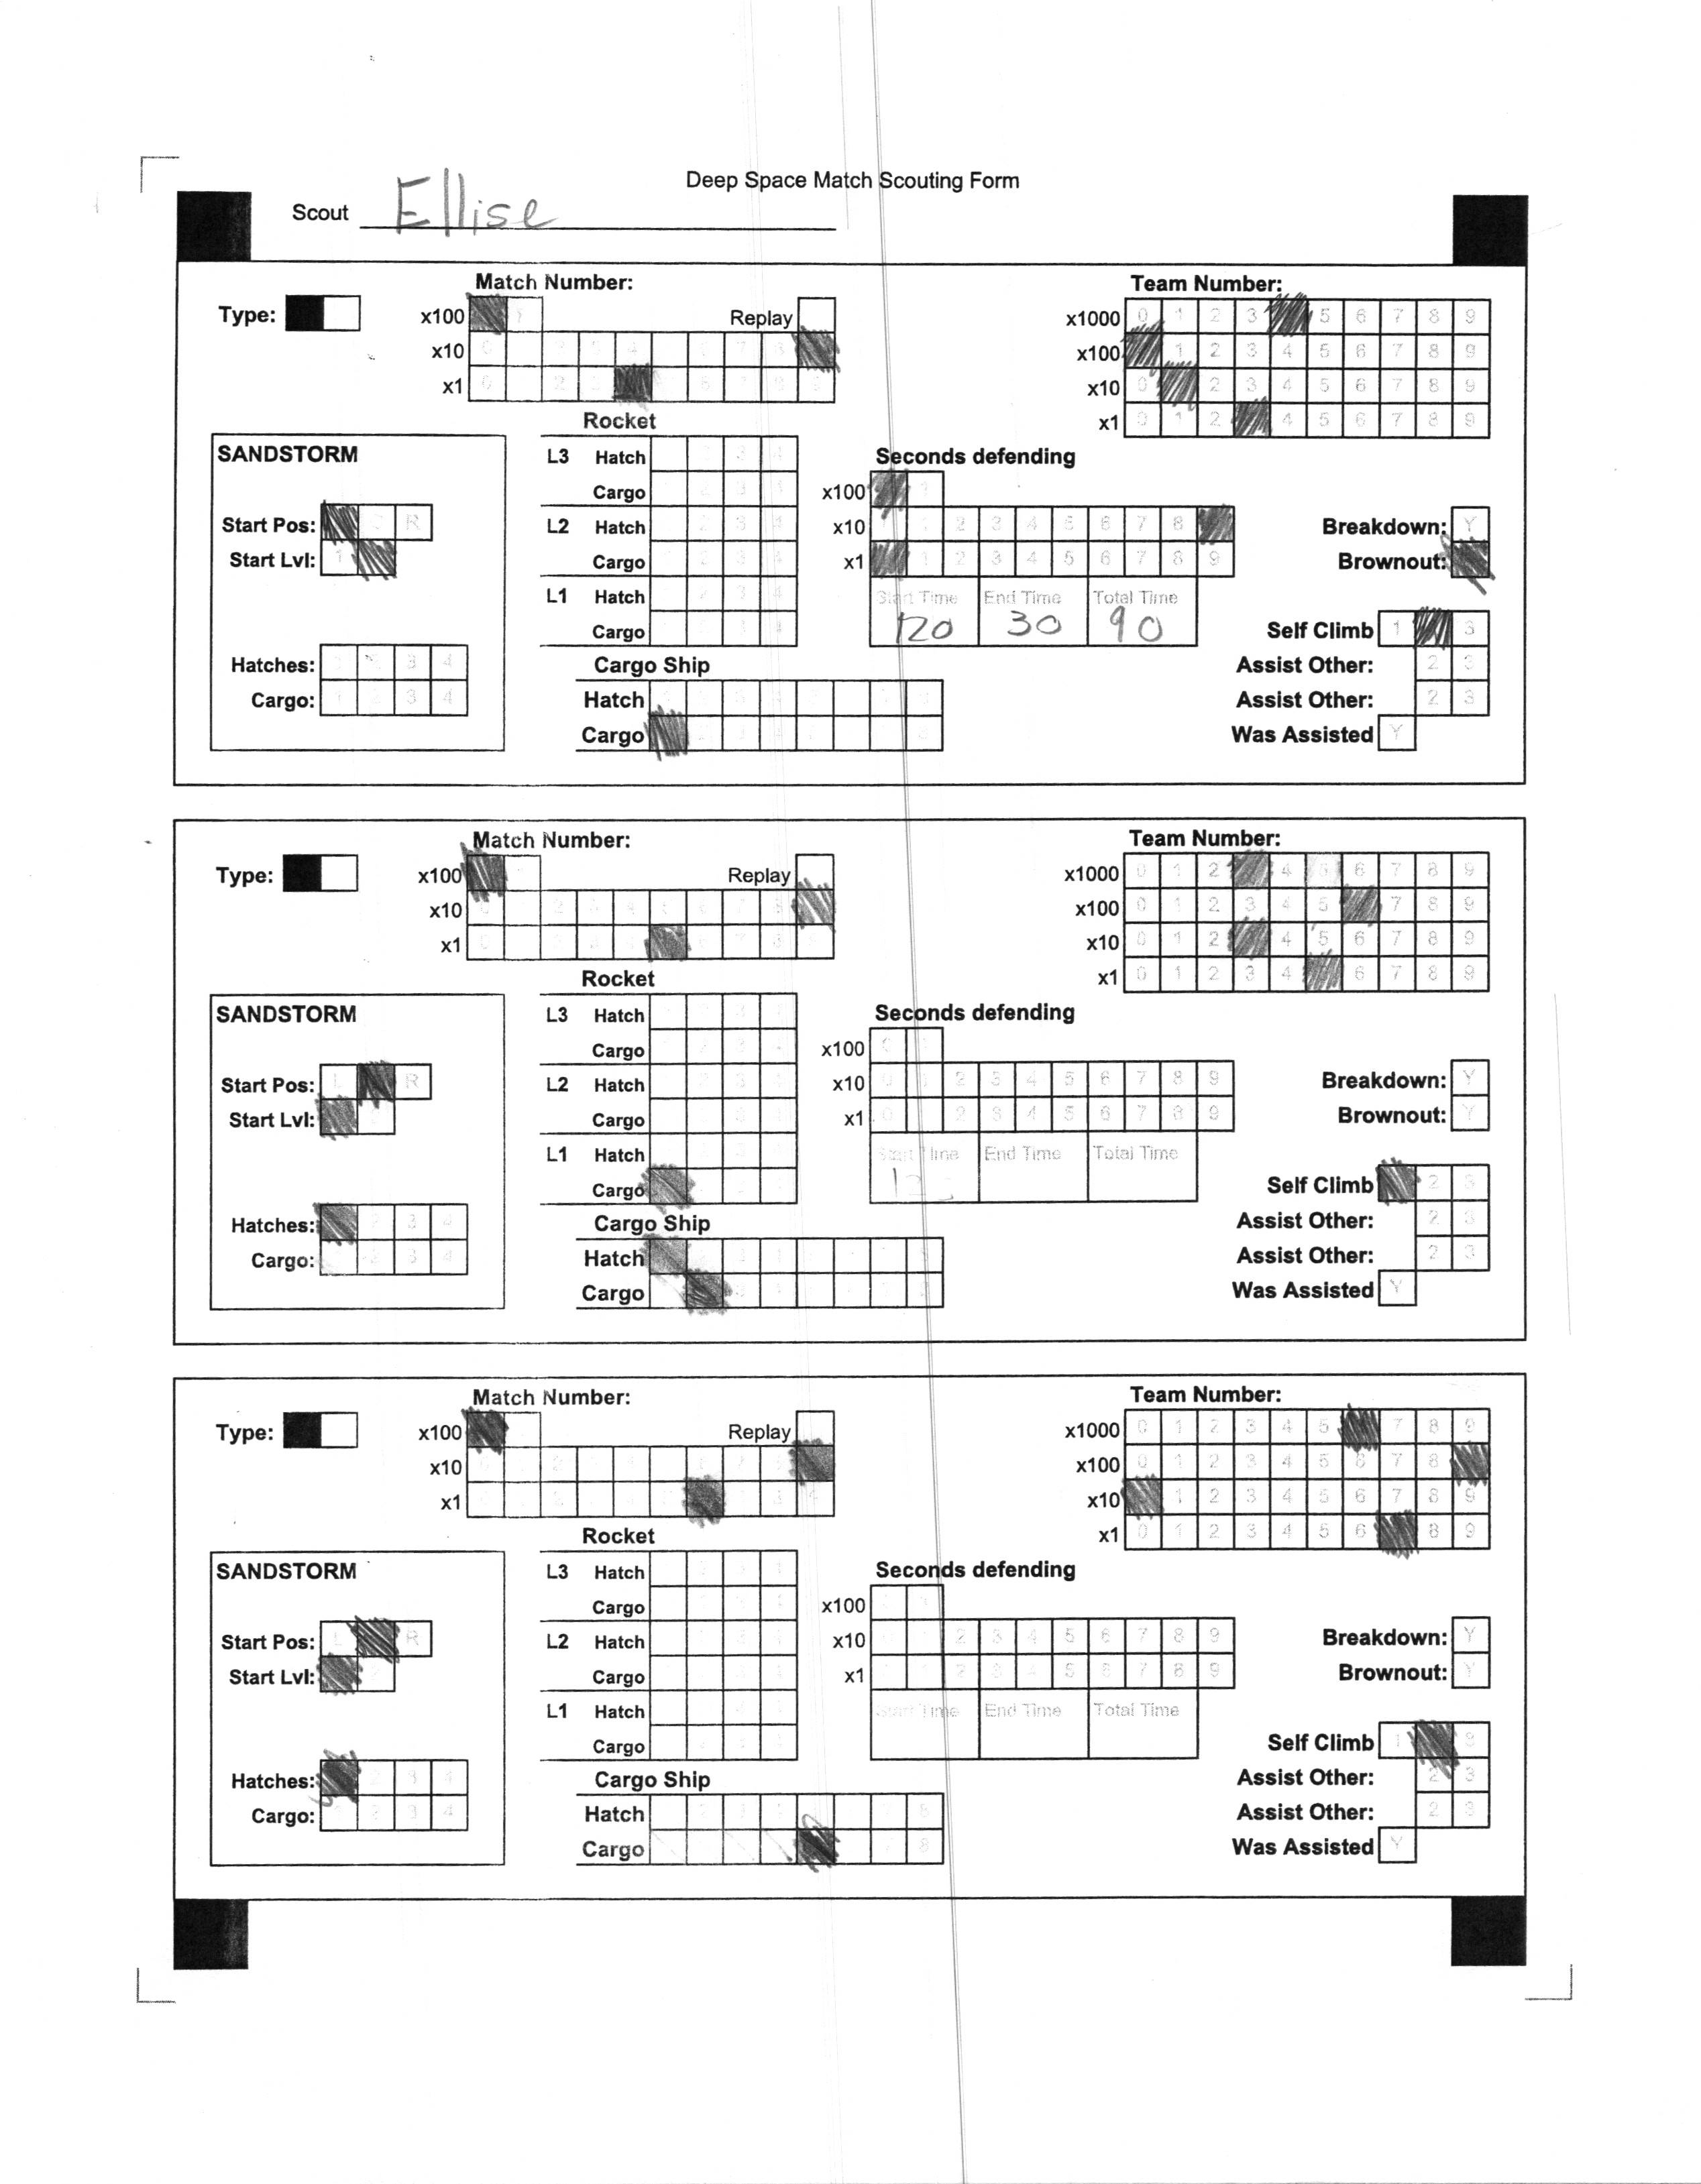 Deep Space Match Scouting Form
Scout Ellise
Match Number:
Team Number:
Type:
x100
Replay
x10
x1
x1000 0 1 2 3 5 6 7 8 9
x100 1 2 3 4 5 6 7 8 9
x10 0 2 3 4 5 6 7 8 9
x1 0 1 2 4 5 6 7 8 9
SANDSTORM
Start Pos: R
Start Lvl: 1
Hatches: 3 4
Cargo: 1 2 3 4
Rocket
L3 Hatch
Cargo
L2 Hatch
Cargo
L1 Hatch
Cargo
Cargo Ship
Hatch
Cargo
Seconds defending
x100
x10 1 2 3 4 5 6 7 8
x1 1 2 3 4 5 6 7 8 9
Start Time End Time Total Time
120 30 90
Breakdown: Y
Brownout:
Self Climb 1 3
Assist Other: 2 3
Assist Other: 2 3
Was Assisted Y
Match Number:
Team Number:
Type:
x100
Replay
x10
x1
x1000 0 1 2 4 5 6 7 8 9
x100 0 1 2 3 4 5 7 8 9
x10 0 1 2 4 5 6 7 8 9
x1 0 1 2 3 4 6 7 8 9
SANDSTORM
Start Pos: L R
Start Lvl:
Hatches: 2 3 4
Cargo: 2 3 4
Rocket
L3 Hatch
Cargo
L2 Hatch
Cargo
L1 Hatch
Cargo
Cargo Ship
Hatch
Cargo
Seconds defending
x100
x10 0 1 2 3 4 5 6 7 8 9
x1 0 2 3 4 5 6 7 8 9
Start Time End Time Total Time
Breakdown: Y
Brownout: Y
Self Climb 2 3
Assist Other: 2 3
Assist Other: 2 3
Was Assisted Y
Match Number:
Team Number:
Type:
x100
Replay
x10
x1
x1000 0 1 2 3 4 5 7 8 9
x100 0 1 2 3 4 5 6 7 8
x10 1 2 3 4 5 6 7 8 9
x1 0 1 2 3 4 5 6 8 9
SANDSTORM
Start Pos: L R
Start Lvl:
Hatches: 2 3 4
Cargo: 1 2 3 4
Rocket
L3 Hatch
Cargo
L2 Hatch
Cargo
L1 Hatch
Cargo
Cargo Ship
Hatch
Cargo
Seconds defending
x100
x10 2 3 4 5 6 7 8 9
x1 2 3 4 5 6 7 8 9
Start Time End Time Total Time
Breakdown: Y
Brownout: Y
Self Climb 1 3
Assist Other: 2 3
Assist Other: 2 3
Was Assisted Y